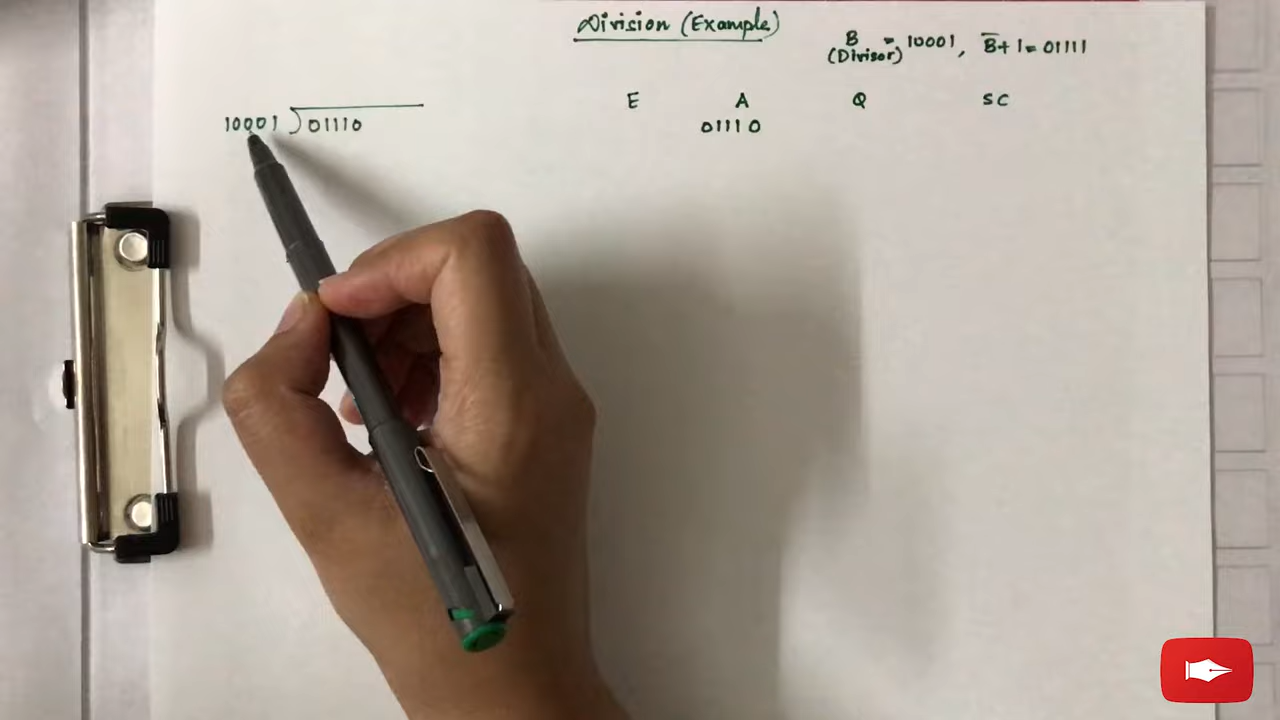 Division (Example)
B = 10001, B̅+1=01111
(Divisor)
E A Q SC
10001 ) 01110 01110